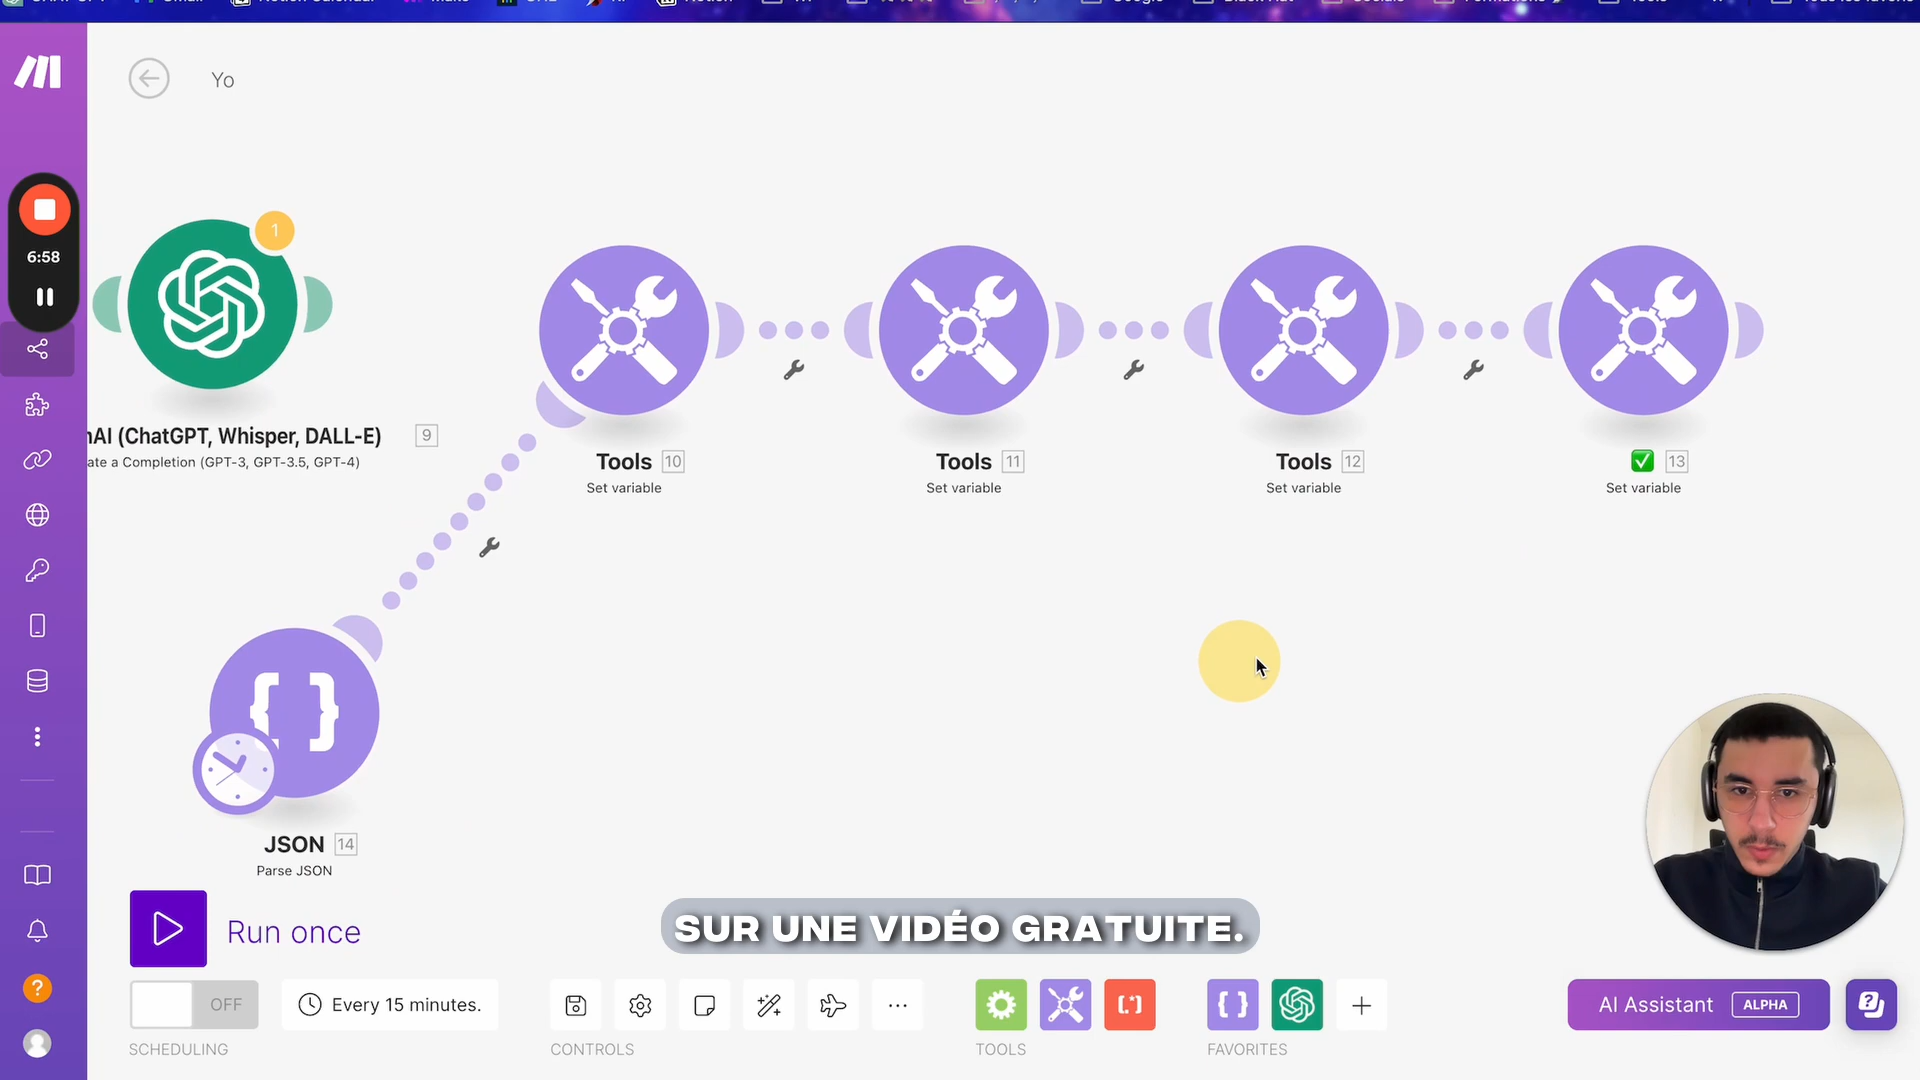 Yo
1
6:58
nAI (ChatGPT, Whisper, DALL-E) 9
ate a Completion (GPT-3, GPT-3.5, GPT-4)
Tools 10
Set variable
Tools 11
Set variable
Tools 12
Set variable
✅ 13
Set variable
JSON 14
Parse JSON
Run once
SUR UNE VIDÉO GRATUITE.
OFF
Every 15 minutes.
AI Assistant ALPHA
SCHEDULING
CONTROLS
TOOLS
FAVORITES